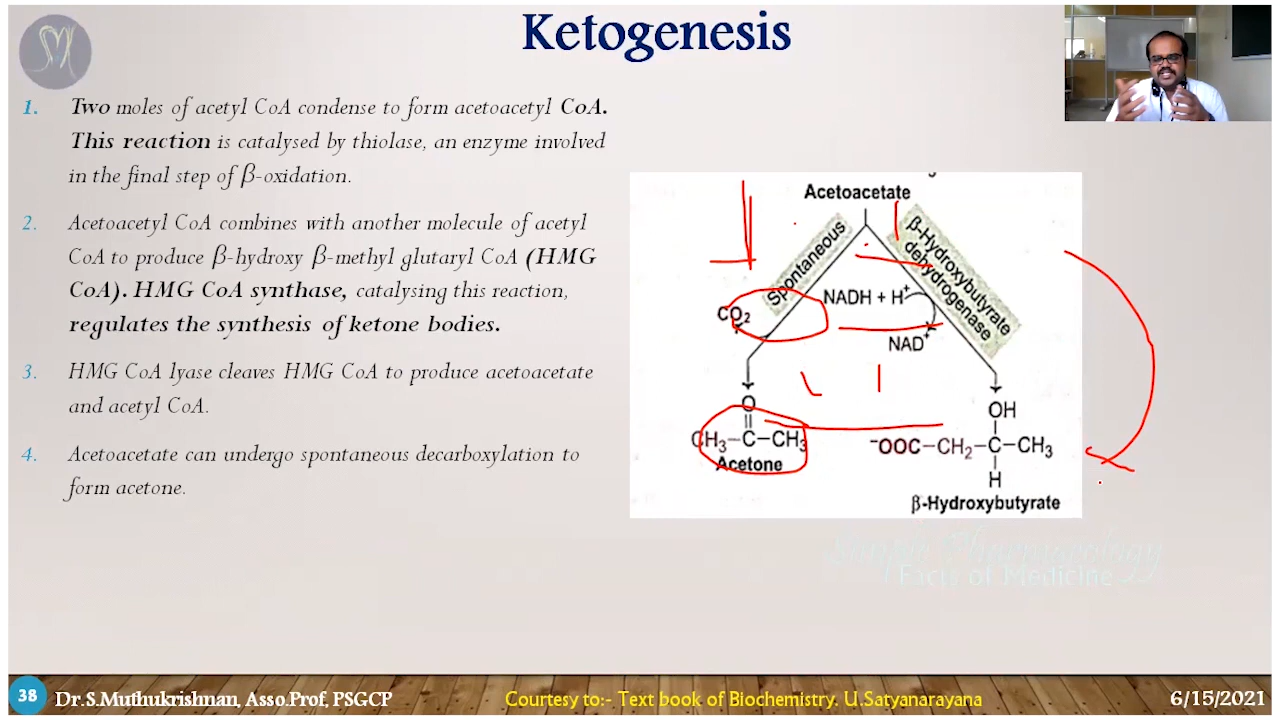 Ketogenesis
1. Two moles of acetyl CoA condense to form acetoacetyl CoA.
This reaction is catalysed by thiolase, an enzyme involved
in the final step of β-oxidation.
2. Acetoacetyl CoA combines with another molecule of acetyl
CoA to produce β-hydroxy β-methyl glutaryl CoA (HMG
CoA). HMG CoA synthase, catalysing this reaction,
regulates the synthesis of ketone bodies.
3. HMG CoA lyase cleaves HMG CoA to produce acetoacetate
and acetyl CoA.
4. Acetoacetate can undergo spontaneous decarboxylation to
form acetone.
Acetoacetate
Spontaneous
β-Hydroxybutyrate
dehydrogenase
CO₂
NADH + H⁺
NAD⁺
O
CH₃–C–CH₃
Acetone
OH
⁻OOC–CH₂–C–CH₃
H
β-Hydroxybutyrate
Simple Pharmacology
Facts of Medicine
38 Dr.S.Muthukrishnan, Asso.Prof, PSGCP
Courtesy to:- Text book of Biochemistry. U.Satyanarayana
6/15/2021